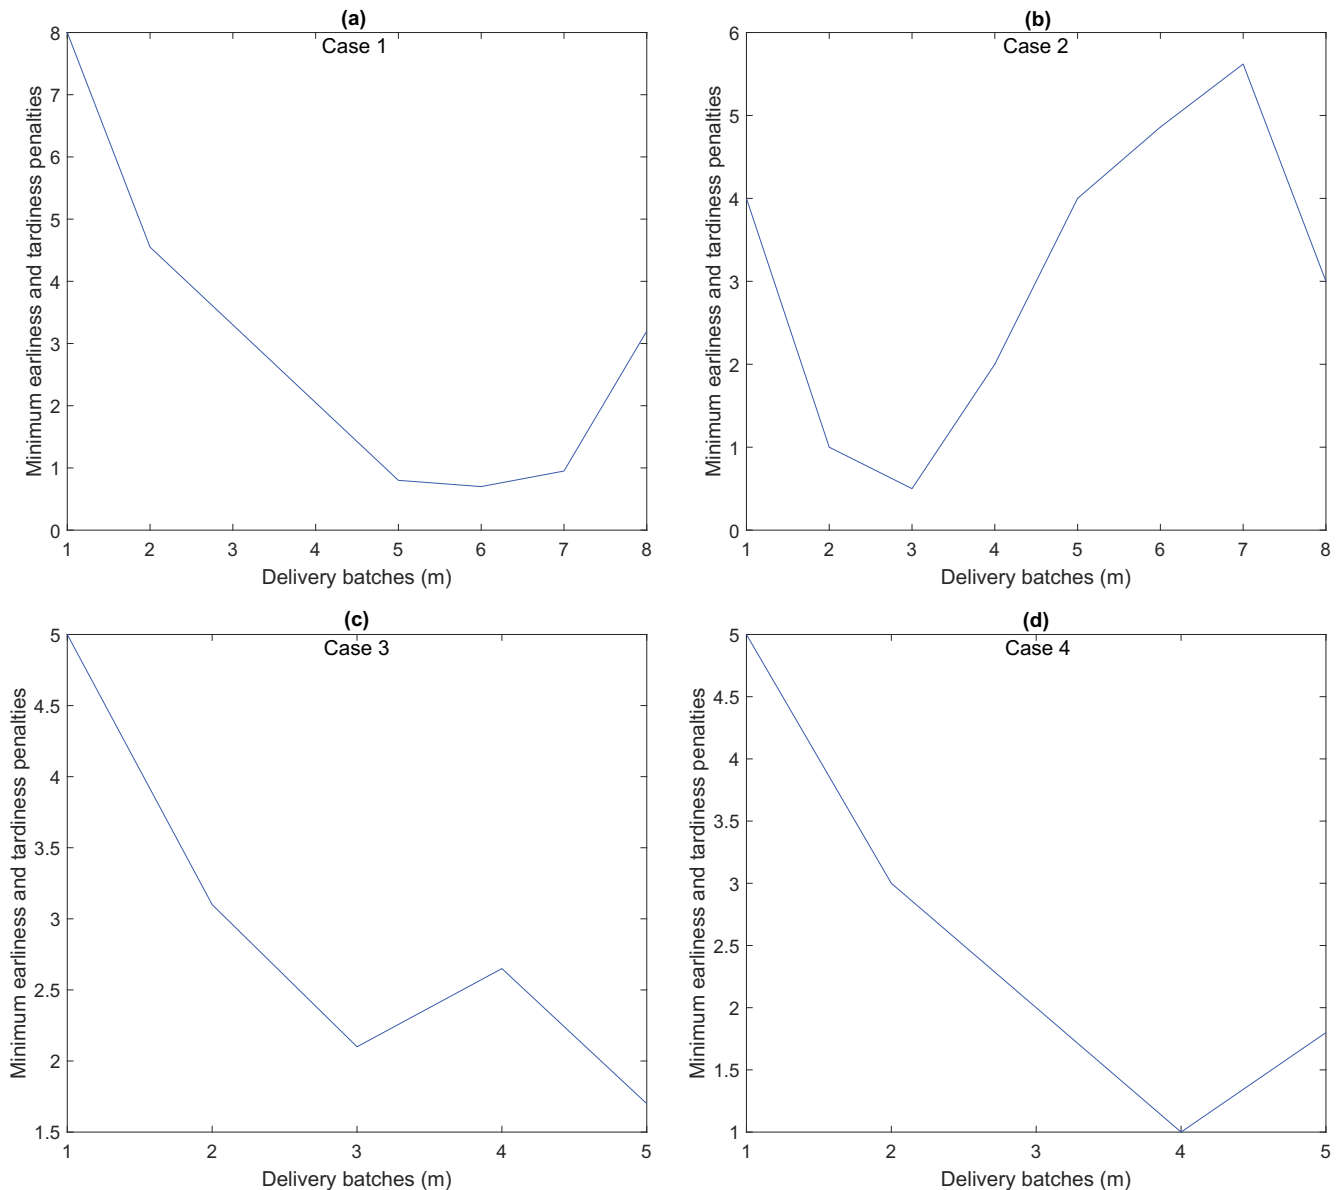 (a)
Case 1
Minimum earliness and tardiness penalties
8
7
6
5
4
3
2
1
0
1 2 3 4 5 6 7 8
Delivery batches (m)
(b)
Case 2
Minimum earliness and tardiness penalties
6
5
4
3
2
1
0
1 2 3 4 5 6 7 8
Delivery batches (m)
(c)
Case 3
Minimum earliness and tardiness penalties
5
4.5
4
3.5
3
2.5
2
1.5
1 2 3 4 5
Delivery batches (m)
(d)
Case 4
Minimum earliness and tardiness penalties
5
4.5
4
3.5
3
2.5
2
1.5
1
1 2 3 4 5
Delivery batches (m)